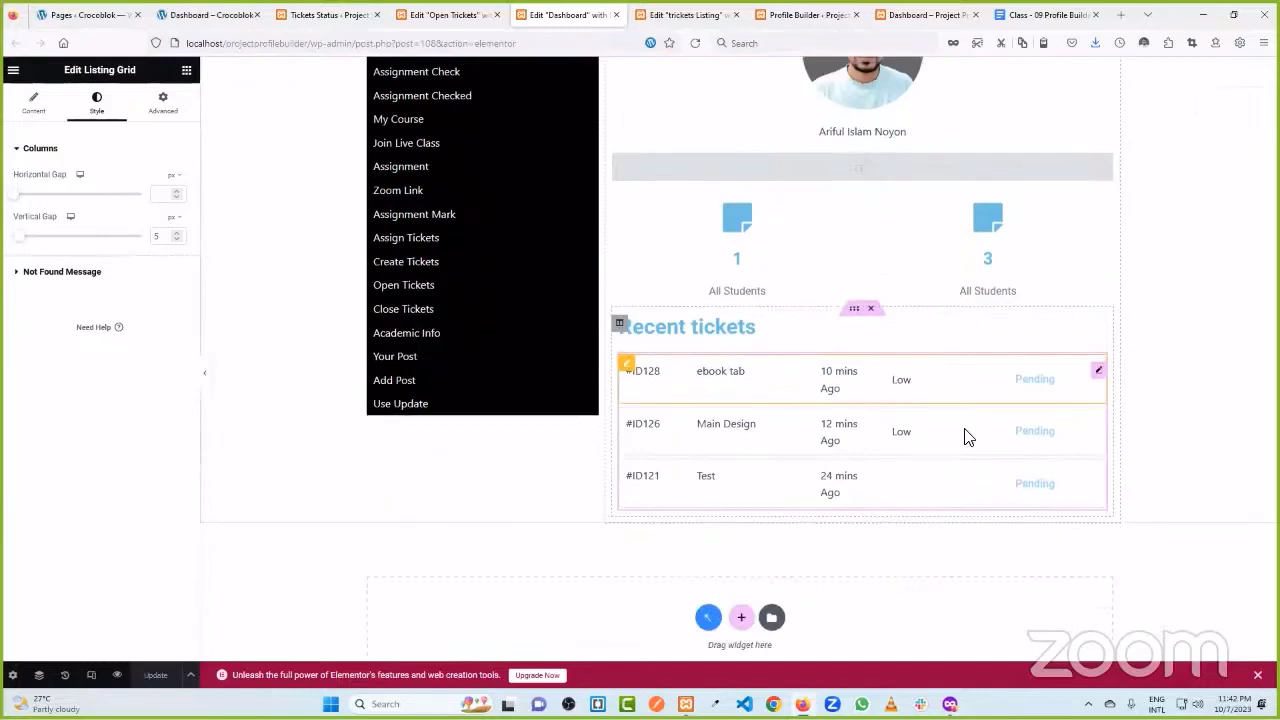 Pages ‹ Crocoblok — W
Dashboard ‹ Crocoblok
Tickets Status ‹ Project
Edit "Open Tickets" wi
Edit "Dashboard" with
Edit "trickets Listing" w
Profile Builder ‹ Project
Dashboard – Project P
Class - 09 Profile Builde
localhost/projectprofilebuilder/wp-admin/post.php?post=108&action=elementor
Search
Edit Listing Grid
Content
Style
Advanced
Columns
Horizontal Gap
px
Vertical Gap
px
5
Not Found Message
Need Help
Assignment Check
Assignment Checked
My Course
Join Live Class
Assignment
Zoom Link
Assignment Mark
Assign Tickets
Create Tickets
Open Tickets
Close Tickets
Academic Info
Your Post
Add Post
Use Update
Ariful Islam Noyon
1
All Students
3
All Students
Recent tickets
#ID128 ebook tab 10 mins Ago Low Pending
#ID126 Main Design 12 mins Ago Low Pending
#ID121 Test 24 mins Ago Pending
Drag widget here
zoom
Update
Unleash the full power of Elementor's features and web creation tools.
Upgrade Now
27°C
Partly cloudy
Search
ENG
INTL
11:42 PM
10/7/2023